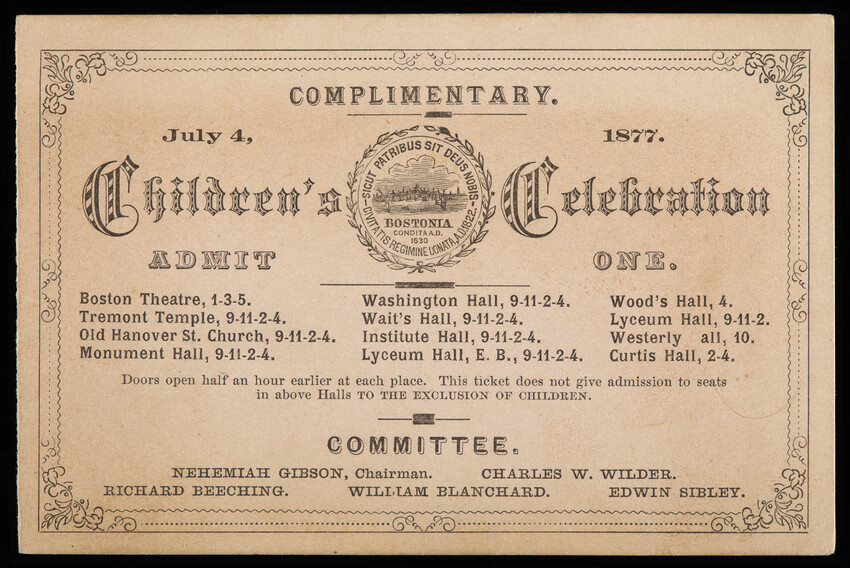 COMPLIMENTARY.
July 4, 1877.
Children's Celebration
SICUT PATRIBUS SIT DEUS NOBIS
BOSTONIA
CONDITA A.D.
1630
CIVITATIS REGIMINE DONATA, A.D. 1822.
ADMIT ONE.
Boston Theatre, 1-3-5.
Tremont Temple, 9-11-2-4.
Old Hanover St. Church, 9-11-2-4.
Monument Hall, 9-11-2-4.
Washington Hall, 9-11-2-4.
Wait's Hall, 9-11-2-4.
Institute Hall, 9-11-2-4.
Lyceum Hall, E. B., 9-11-2-4.
Wood's Hall, 4.
Lyceum Hall, 9-11-2.
Westerly all, 10.
Curtis Hall, 2-4.
Doors open half an hour earlier at each place. This ticket does not give admission to seats
in above Halls TO THE EXCLUSION OF CHILDREN.
COMMITTEE.
NEHEMIAH GIBSON, Chairman. CHARLES W. WILDER.
RICHARD BEECHING. WILLIAM BLANCHARD. EDWIN SIBLEY.